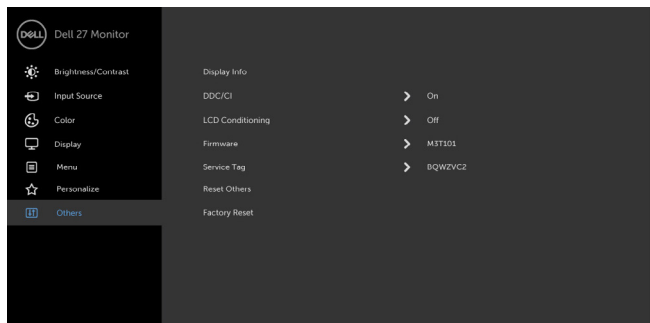 DELL Dell 27 Monitor
Brightness/Contrast Display Info
Input Source DDC/CI On
Color LCD Conditioning Off
Display Firmware M3T101
Menu Service Tag BQWZVC2
Personalize Reset Others
Others Factory Reset